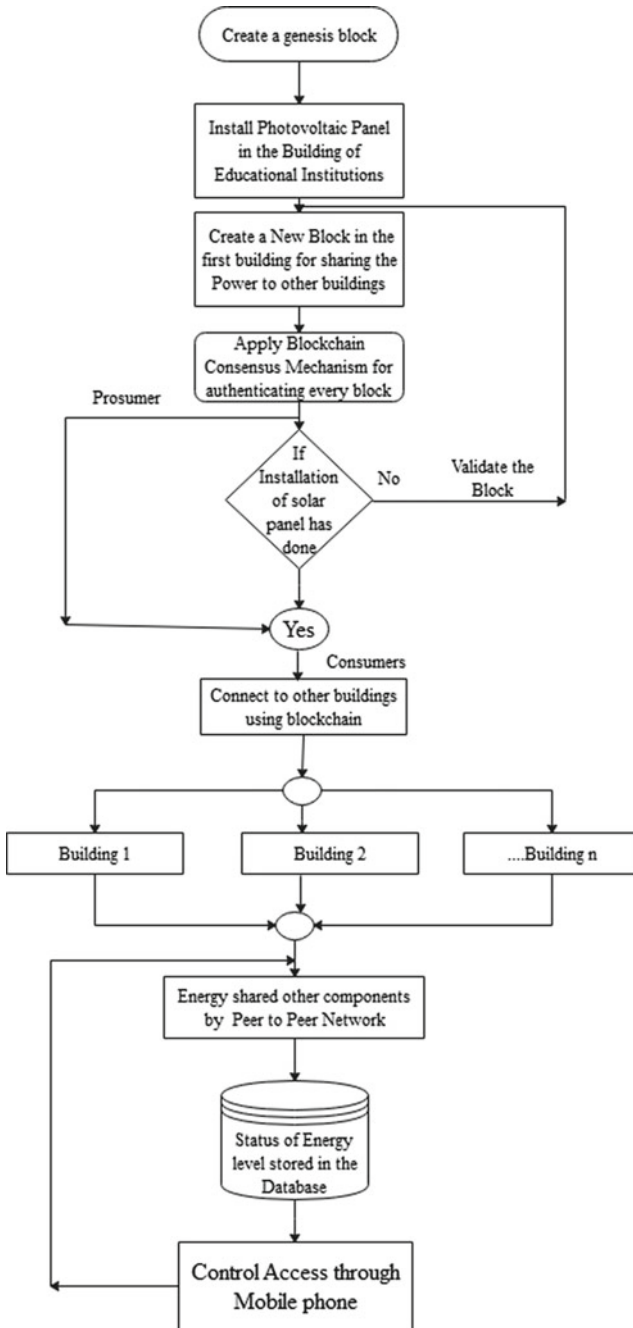 Create a genesis block
Install Photovoltaic Panel
in the Building of
Educational Institutions
Create a New Block in the
first building for sharing the
Power to other buildings
Apply Blockchain
Consensus Mechanism for
authenticating every block
Prosumer
If
Installation
of solar
panel has
done
No
Validate the
Block
Yes
Consumers
Connect to other buildings
using blockchain
Building 1
Building 2
....Building n
Energy shared other components
by Peer to Peer Network
Status of Energy
level stored in the
Database
Control Access through
Mobile phone